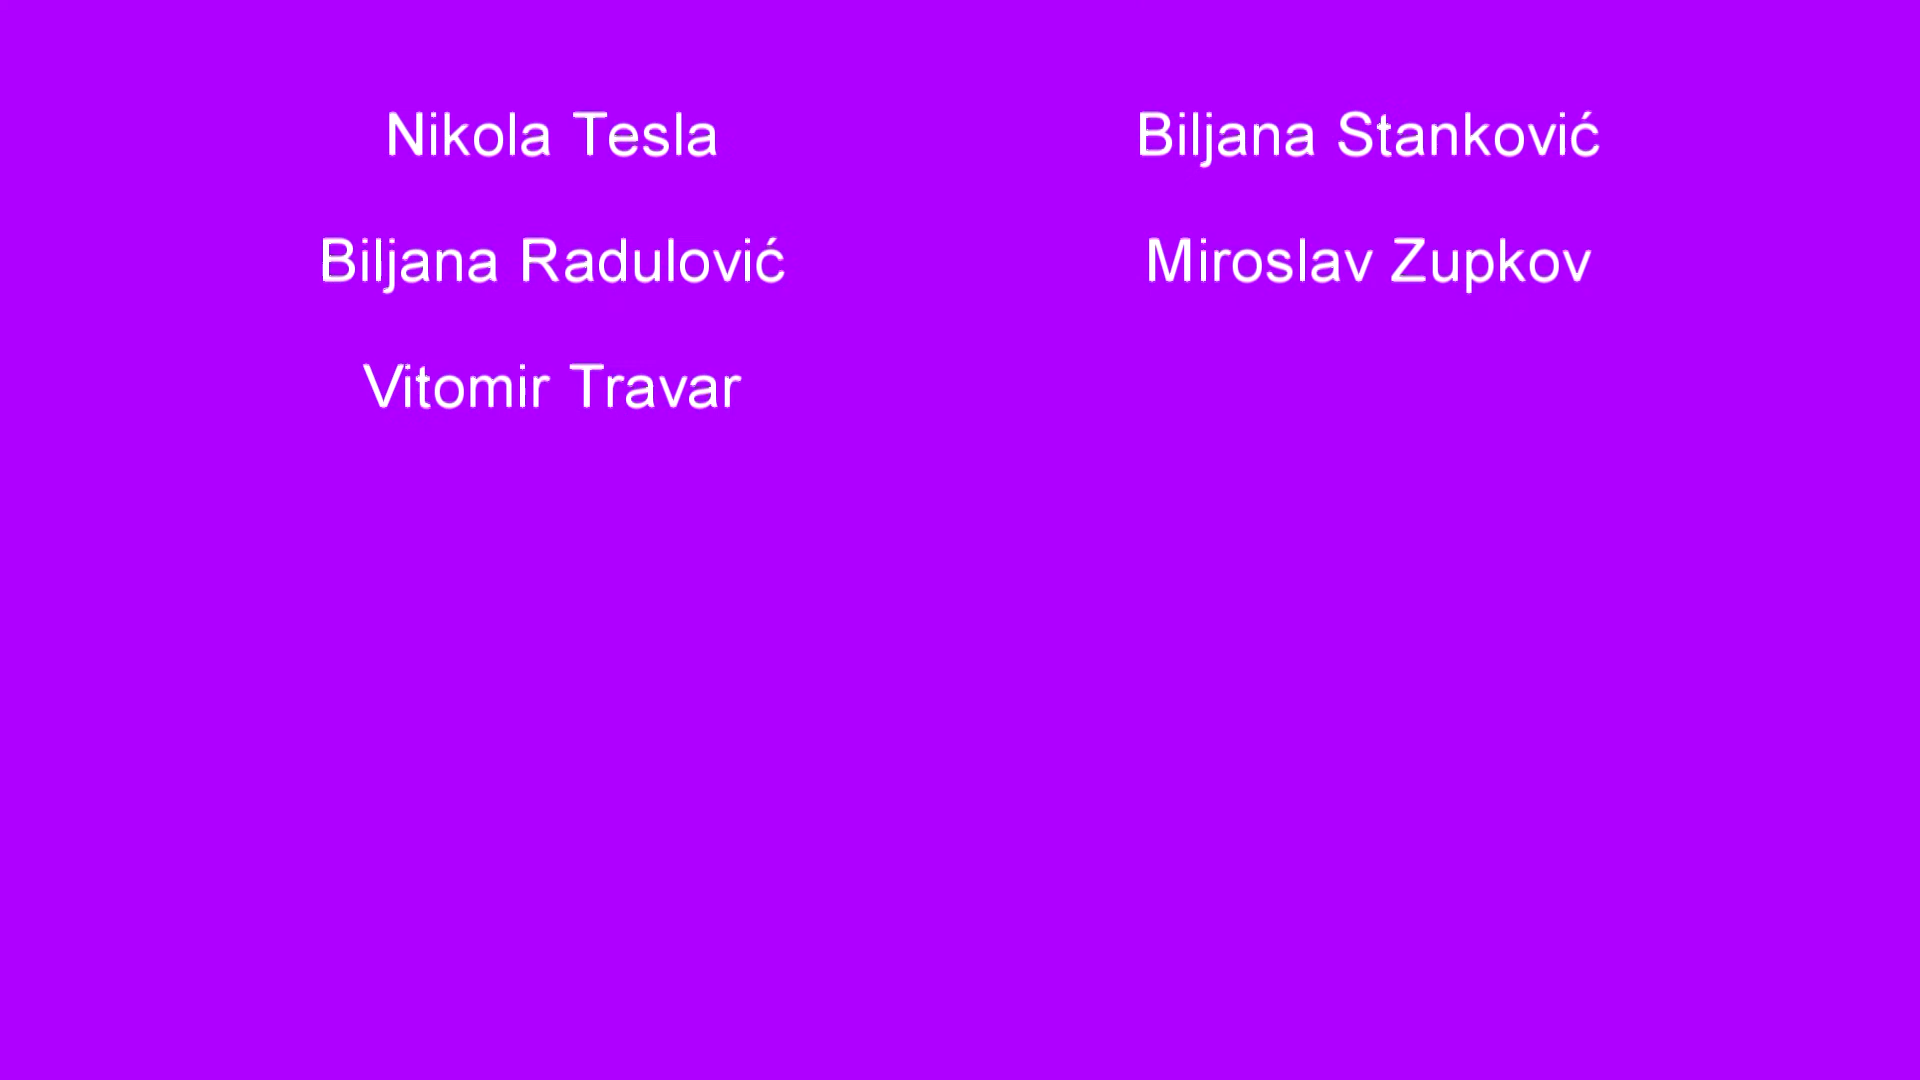 Nikola Tesla
Biljana Stanković
Biljana Radulović
Miroslav Zupkov
Vitomir Travar